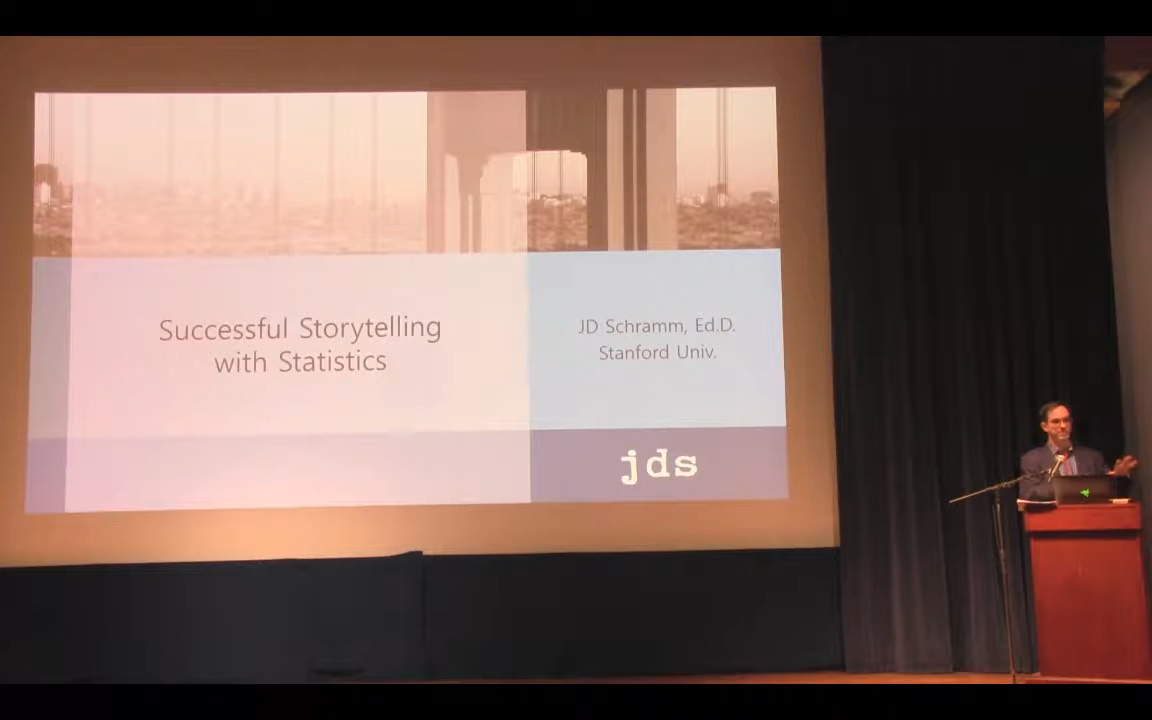 Successful Storytelling
with Statistics
JD Schramm, Ed.D.
Stanford Univ.
jds